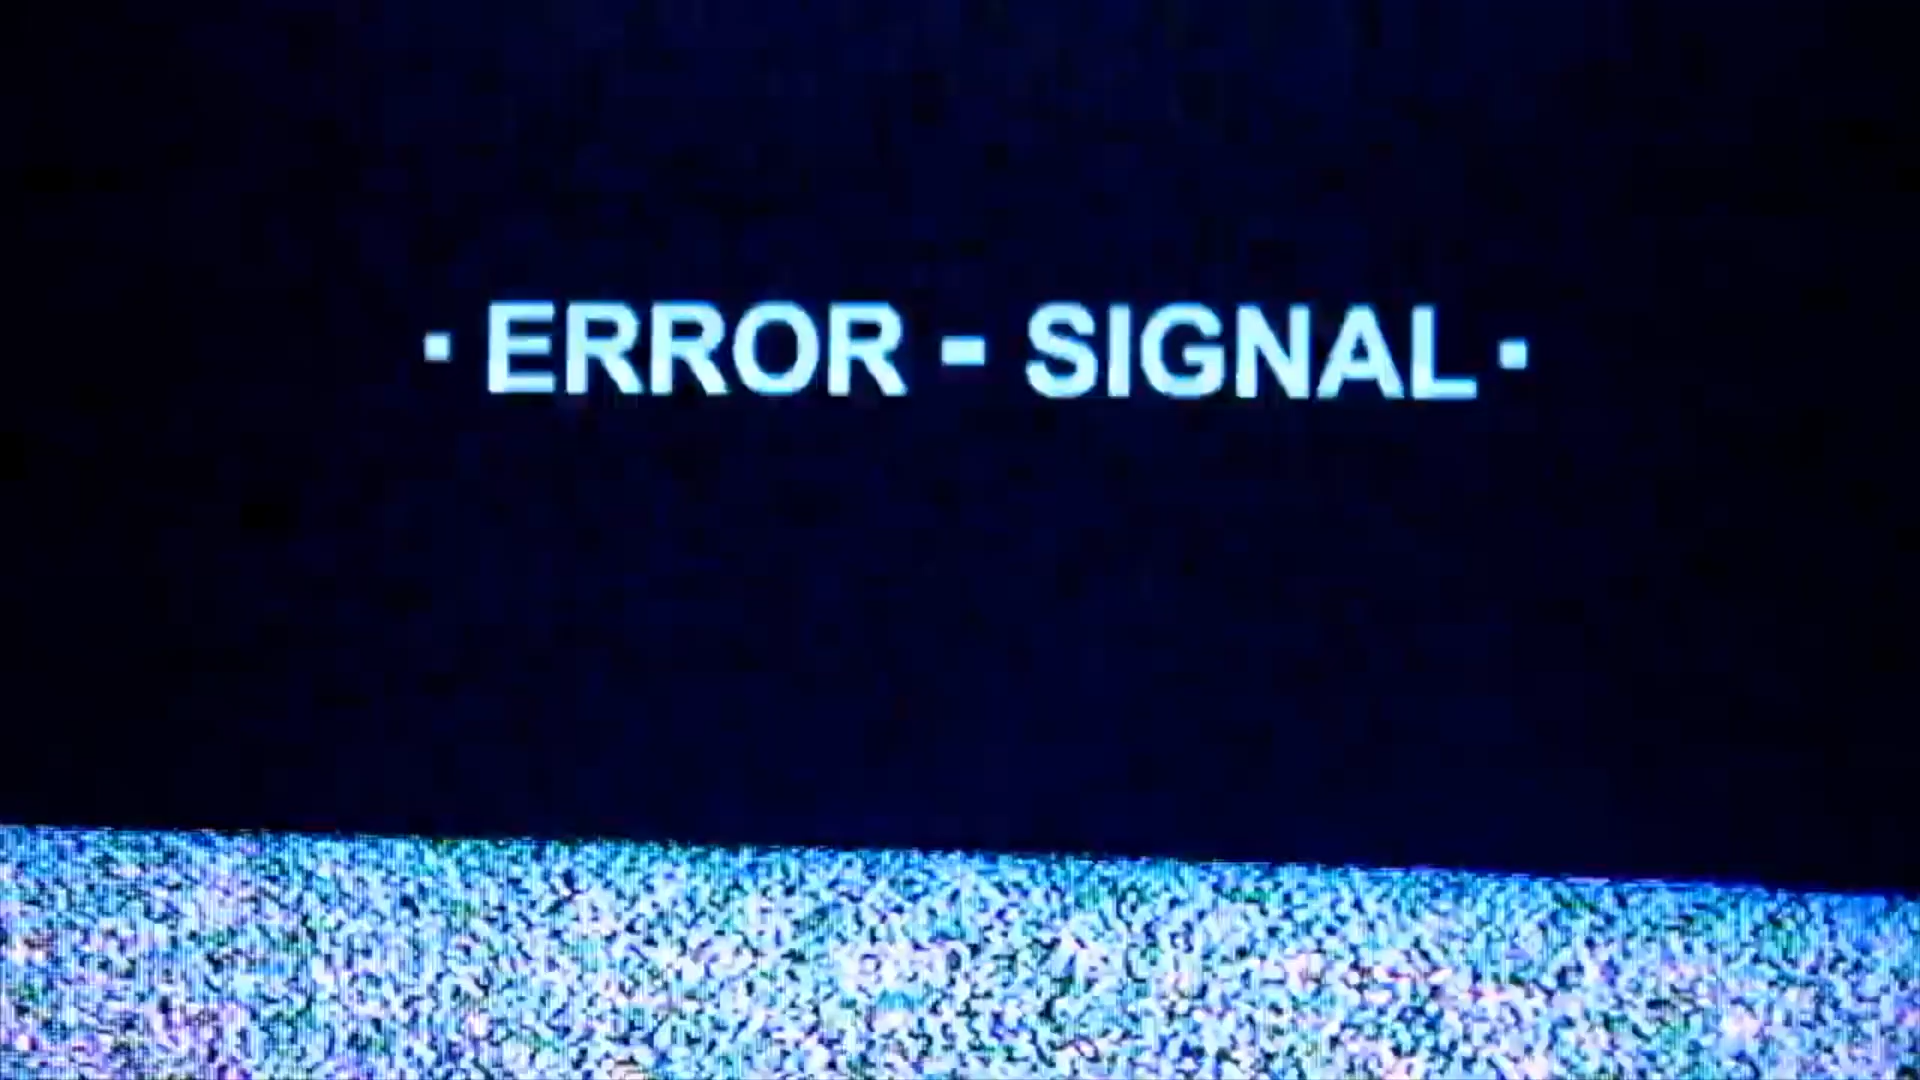 · ERROR - SIGNAL ·